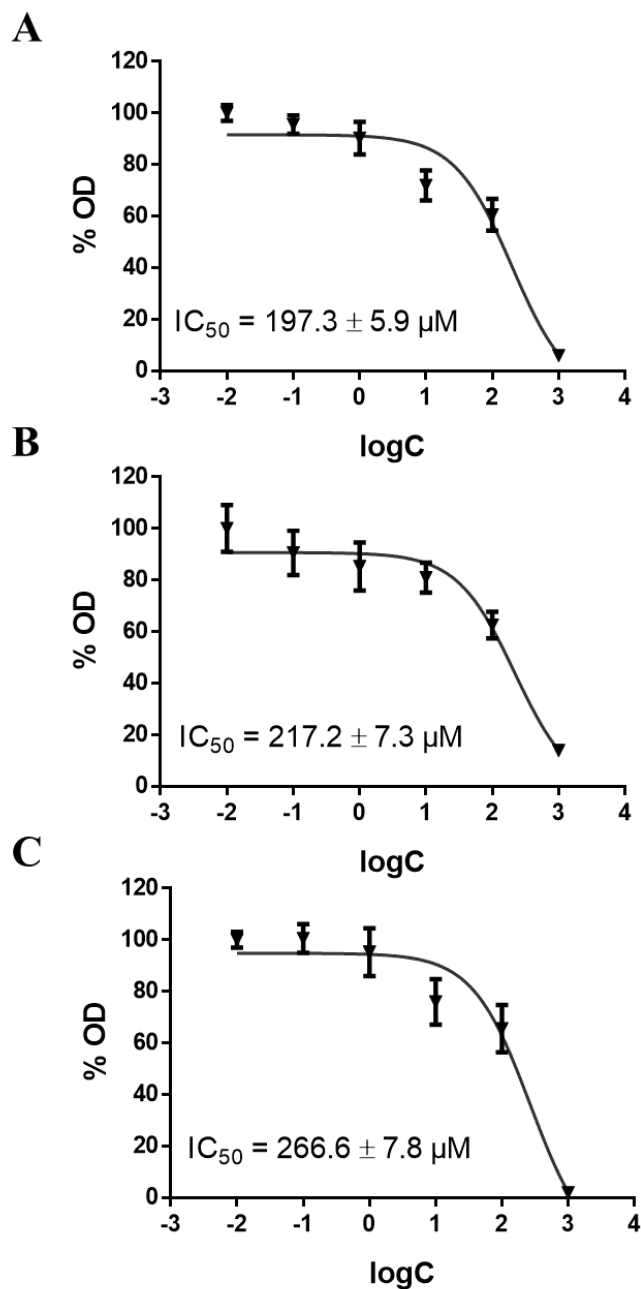 A
120
100
80
60
40
20
0
% OD
IC50 = 197.3 ± 5.9 µM
-3 -2 -1 0 1 2 3 4
logC
B
120
100
80
60
40
20
0
% OD
IC50 = 217.2 ± 7.3 µM
-3 -2 -1 0 1 2 3 4
logC
C
120
100
80
60
40
20
0
% OD
IC50 = 266.6 ± 7.8 µM
-3 -2 -1 0 1 2 3 4
logC